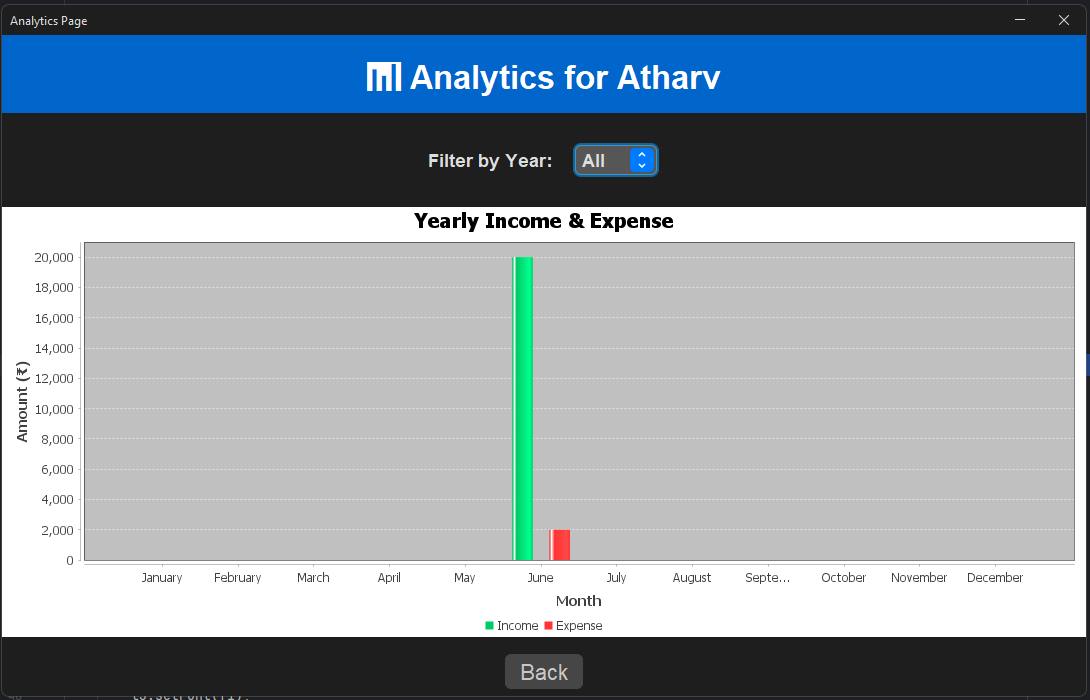 Analytics Page
Analytics for Atharv
Filter by Year: All
Yearly Income & Expense
20,000
18,000
16,000
14,000
12,000
10,000
8,000
6,000
4,000
2,000
0
Amount (₹)
January February March April May June July August Septe... October November December
Month
Income Expense
Back